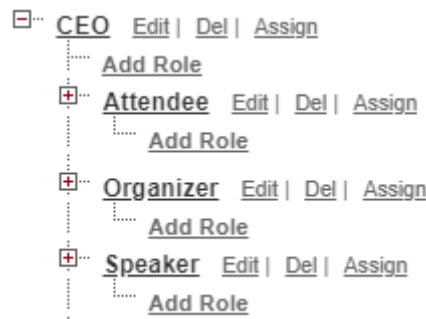 CEO Edit | Del | Assign
Add Role
Attendee Edit | Del | Assign
Add Role
Organizer Edit | Del | Assign
Add Role
Speaker Edit | Del | Assign
Add Role